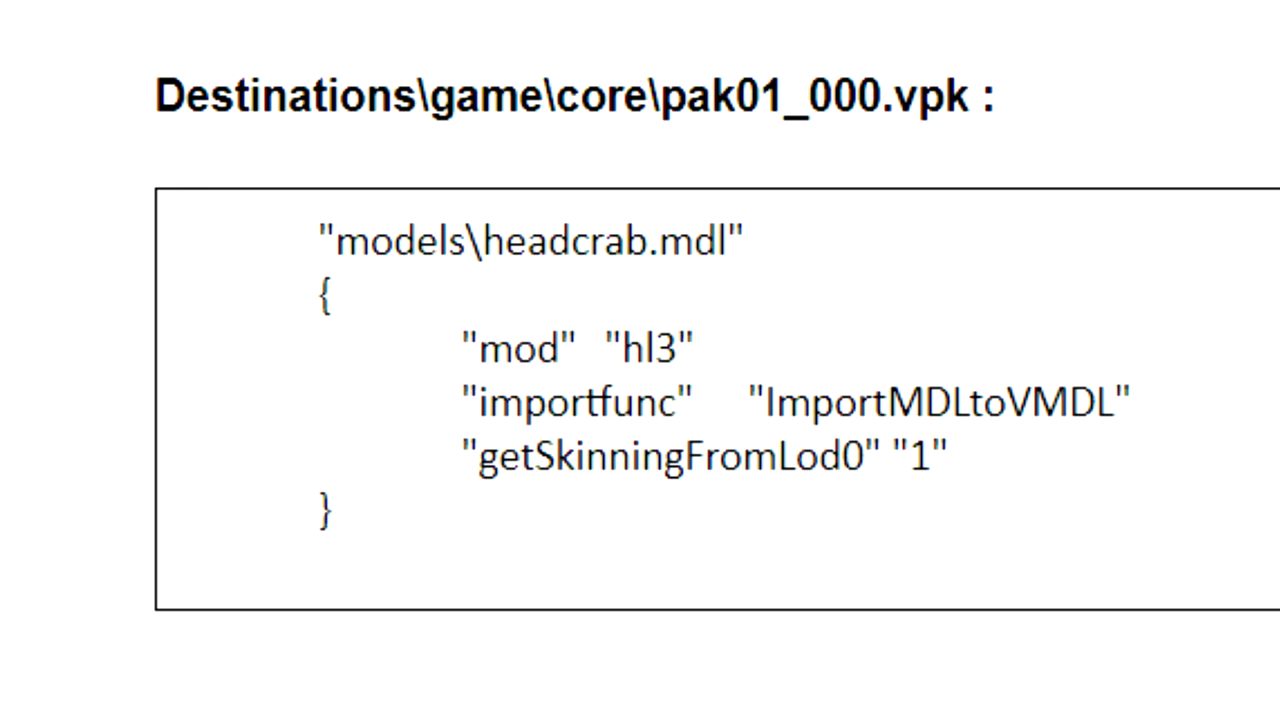 Destinations\game\core\pak01_000.vpk :
"models\headcrab.mdl"
{
"mod" "hl3"
"importfunc" "ImportMDLtoVMDL"
"getSkinningFromLod0" "1"
}